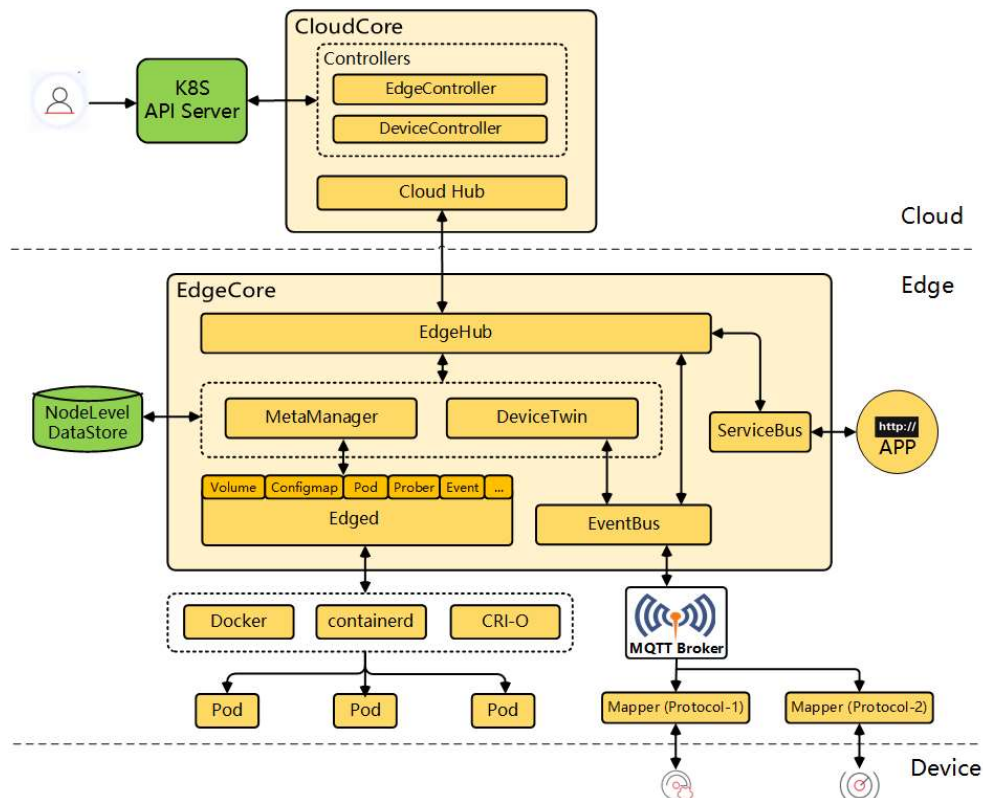 CloudCore
Controllers
EdgeController
DeviceController
K8S
API Server
Cloud Hub
Cloud
Edge
EdgeCore
EdgeHub
NodeLevel
DataStore
MetaManager
DeviceTwin
ServiceBus
http://
APP
Volume
Configmap
Pod
Prober
Event
...
Edged
EventBus
Docker
containerd
CRI-O
MQTT Broker
Pod
Pod
Pod
Mapper (Protocol-1)
Mapper (Protocol-2)
Device